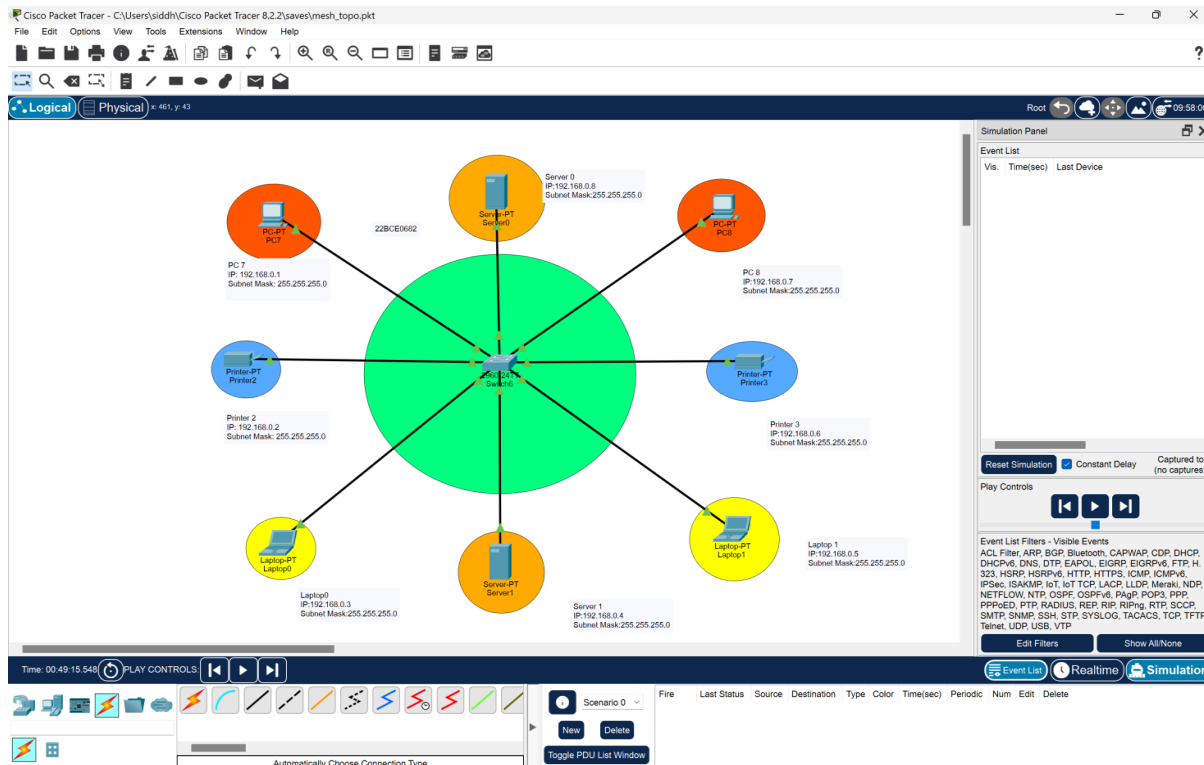 Cisco Packet Tracer - C:\Users\siddh\Cisco Packet Tracer 8.2.2\saves\mesh_topo.pkt
File Edit Options View Tools Extensions Window Help
Logical Physical x: 461, y: 43
Root 09:58:0
Simulation Panel
Event List
Vis. Time(sec) Last Device
Server-PT
Server0
Server 0
IP:192.168.0.8
Subnet Mask:255.255.255.0
PC-PT
PC7
22BCE0682
PC-PT
PC8
PC 7
IP: 192.168.0.1
Subnet Mask: 255.255.255.0
PC 8
IP:192.168.0.7
Subnet Mask:255.255.255.0
Printer-PT
Printer2
2960-24TT
Switch6
Printer-PT
Printer3
Printer 2
IP: 192.168.0.2
Subnet Mask: 255.255.255.0
Printer 3
IP:192.168.0.6
Subnet Mask:255.255.255.0
Laptop-PT
Laptop0
Laptop0
IP:192.168.0.3
Subnet Mask:255.255.255.0
Server-PT
Server1
Server 1
IP:192.168.0.4
Subnet Mask:255.255.255.0
Laptop-PT
Laptop1
Laptop 1
IP:192.168.0.5
Subnet Mask:255.255.255.0
Reset Simulation Constant Delay Captured to
(no captures
Play Controls
Event List Filters - Visible Events
ACL Filter, ARP, BGP, Bluetooth, CAPWAP, CDP, DHCP,
DHCPv6, DNS, DTP, EAPOL, EIGRP, EIGRPv6, FTP, H.
323, HSRP, HSRPv6, HTTP, HTTPS, ICMP, ICMPv6,
IPSec, ISAKMP, IoT, IoT TCP, LACP, LLDP, Meraki, NDP,
NETFLOW, NTP, OSPF, OSPFv6, PAgP, POP3, PPP,
PPPoED, PTP, RADIUS, REP, RIP, RIPng, RTP, SCCP,
SMTP, SNMP, SSH, STP, SYSLOG, TACACS, TCP, TFTP
Telnet, UDP, USB, VTP
Edit Filters Show All/None
Time: 00:49:15.548 PLAY CONTROLS: Event List Realtime Simulation
Scenario 0
New Delete
Toggle PDU List Window
Fire Last Status Source Destination Type Color Time(sec) Periodic Num Edit Delete
Automatically Choose Connection Type